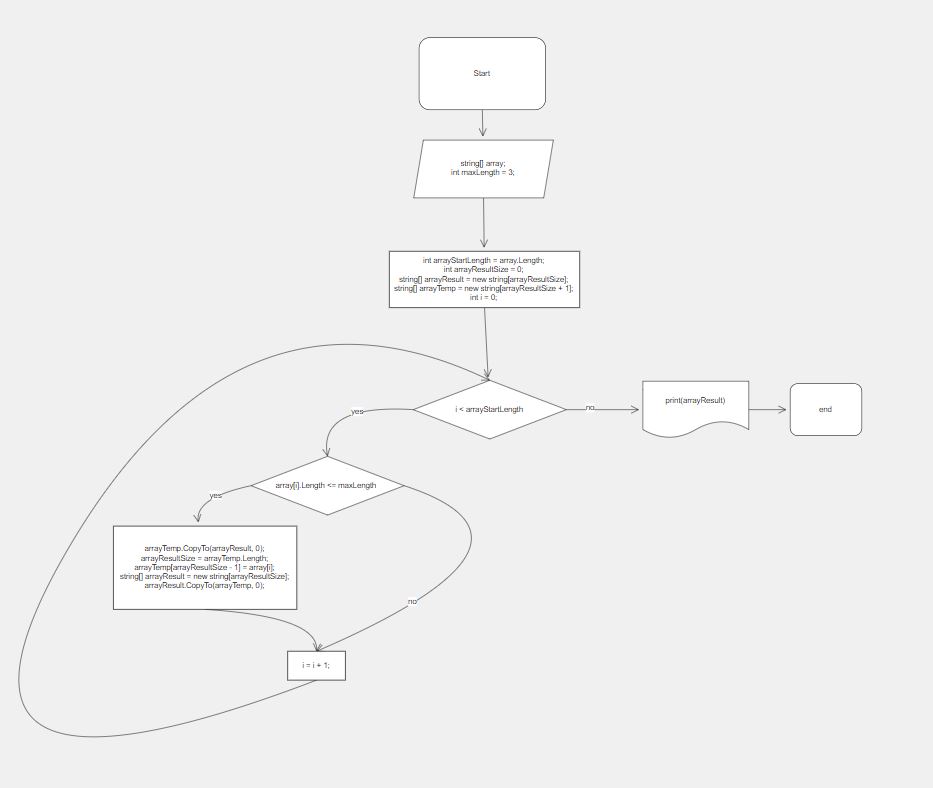 Start
string[] array;
int maxLength = 3;
int arrayStartLength = array.Length;
int arrayResultSize = 0;
string[] arrayResult = new string[arrayResultSize];
string[] arrayTemp = new string[arrayResultSize + 1];
int i = 0;
i < arrayStartLength
no
print(arrayResult)
end
yes
array[i].Length <= maxLength
yes
arrayTemp.CopyTo(arrayResult, 0);
arrayResultSize = arrayTemp.Length;
arrayTemp[arrayResultSize - 1] = array[i];
string[] arrayResult = new string[arrayResultSize];
arrayResult.CopyTo(arrayTemp, 0);
no
i = i + 1;